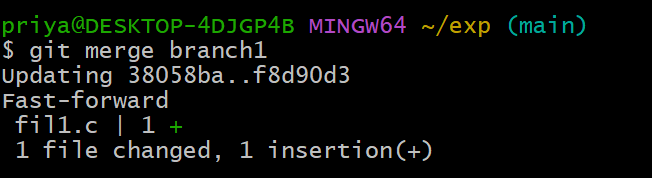 priya@DESKTOP-4DJGP4B MINGW64 ~/exp (main)
$ git merge branch1
Updating 38058ba..f8d90d3
Fast-forward
 fil1.c | 1 +
 1 file changed, 1 insertion(+)